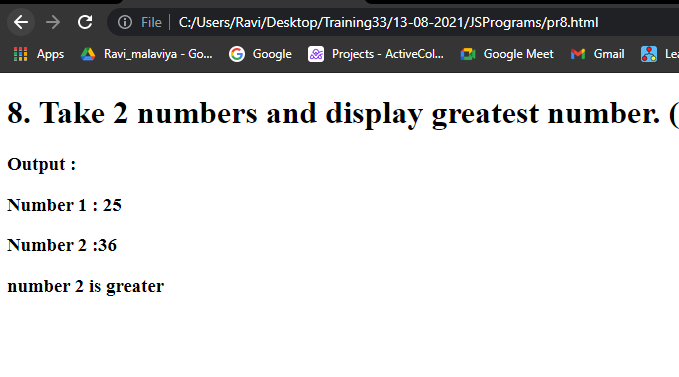 File | C:/Users/Ravi/Desktop/Training33/13-08-2021/JSPrograms/pr8.html
Apps Ravi_malaviya - Go... Google Projects - ActiveCol... Google Meet Gmail Lea
8. Take 2 numbers and display greatest number. (
Output :
Number 1 : 25
Number 2 :36
number 2 is greater